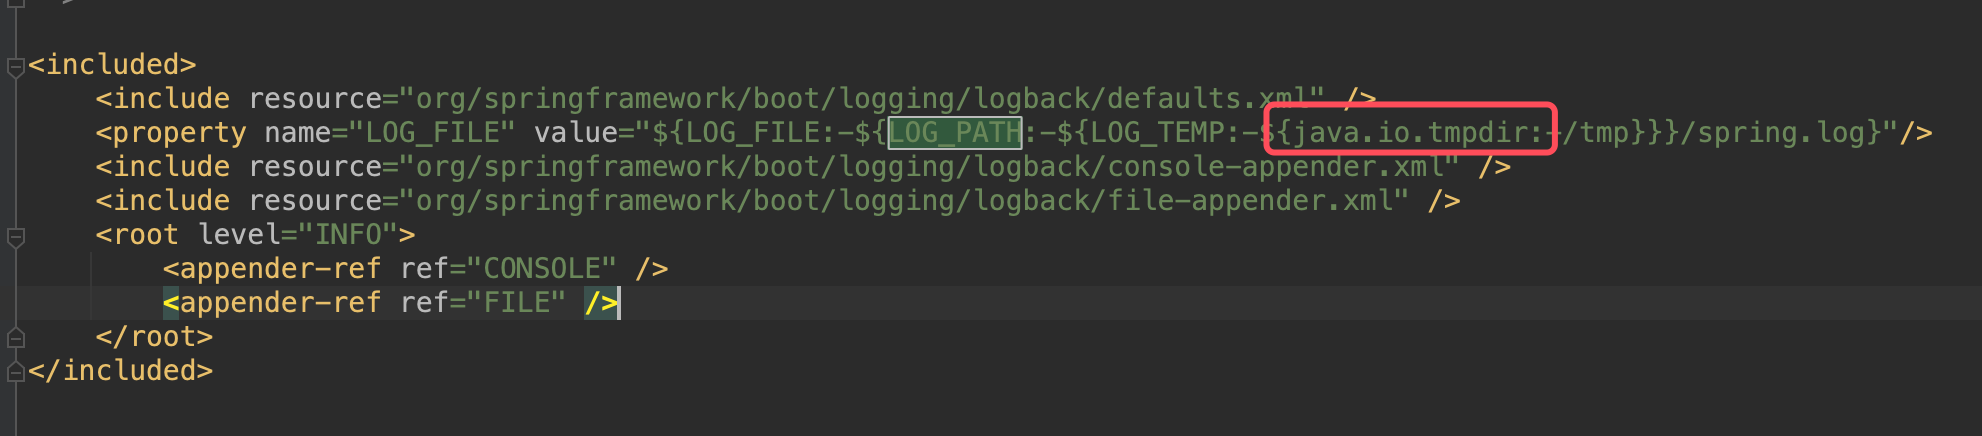 <included>
<include resource="org/springframework/boot/logging/logback/defaults.xml" />
<property name="LOG_FILE" value="${LOG_FILE:-${LOG_PATH:-${LOG_TEMP:-${java.io.tmpdir:-/tmp}}}/spring.log}"/>
<include resource="org/springframework/boot/logging/logback/console-appender.xml" />
<include resource="org/springframework/boot/logging/logback/file-appender.xml" />
<root level="INFO">
<appender-ref ref="CONSOLE" />
<appender-ref ref="FILE" />
</root>
</included>